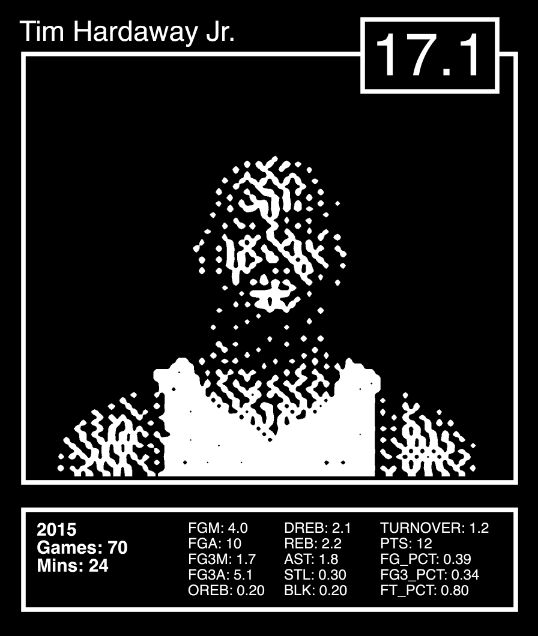 Tim Hardaway Jr.
17.1
2015
Games: 70
Mins: 24
FGM: 4.0
FGA: 10
FG3M: 1.7
FG3A: 5.1
OREB: 0.20
DREB: 2.1
REB: 2.2
AST: 1.8
STL: 0.30
BLK: 0.20
TURNOVER: 1.2
PTS: 12
FG_PCT: 0.39
FG3_PCT: 0.34
FT_PCT: 0.80